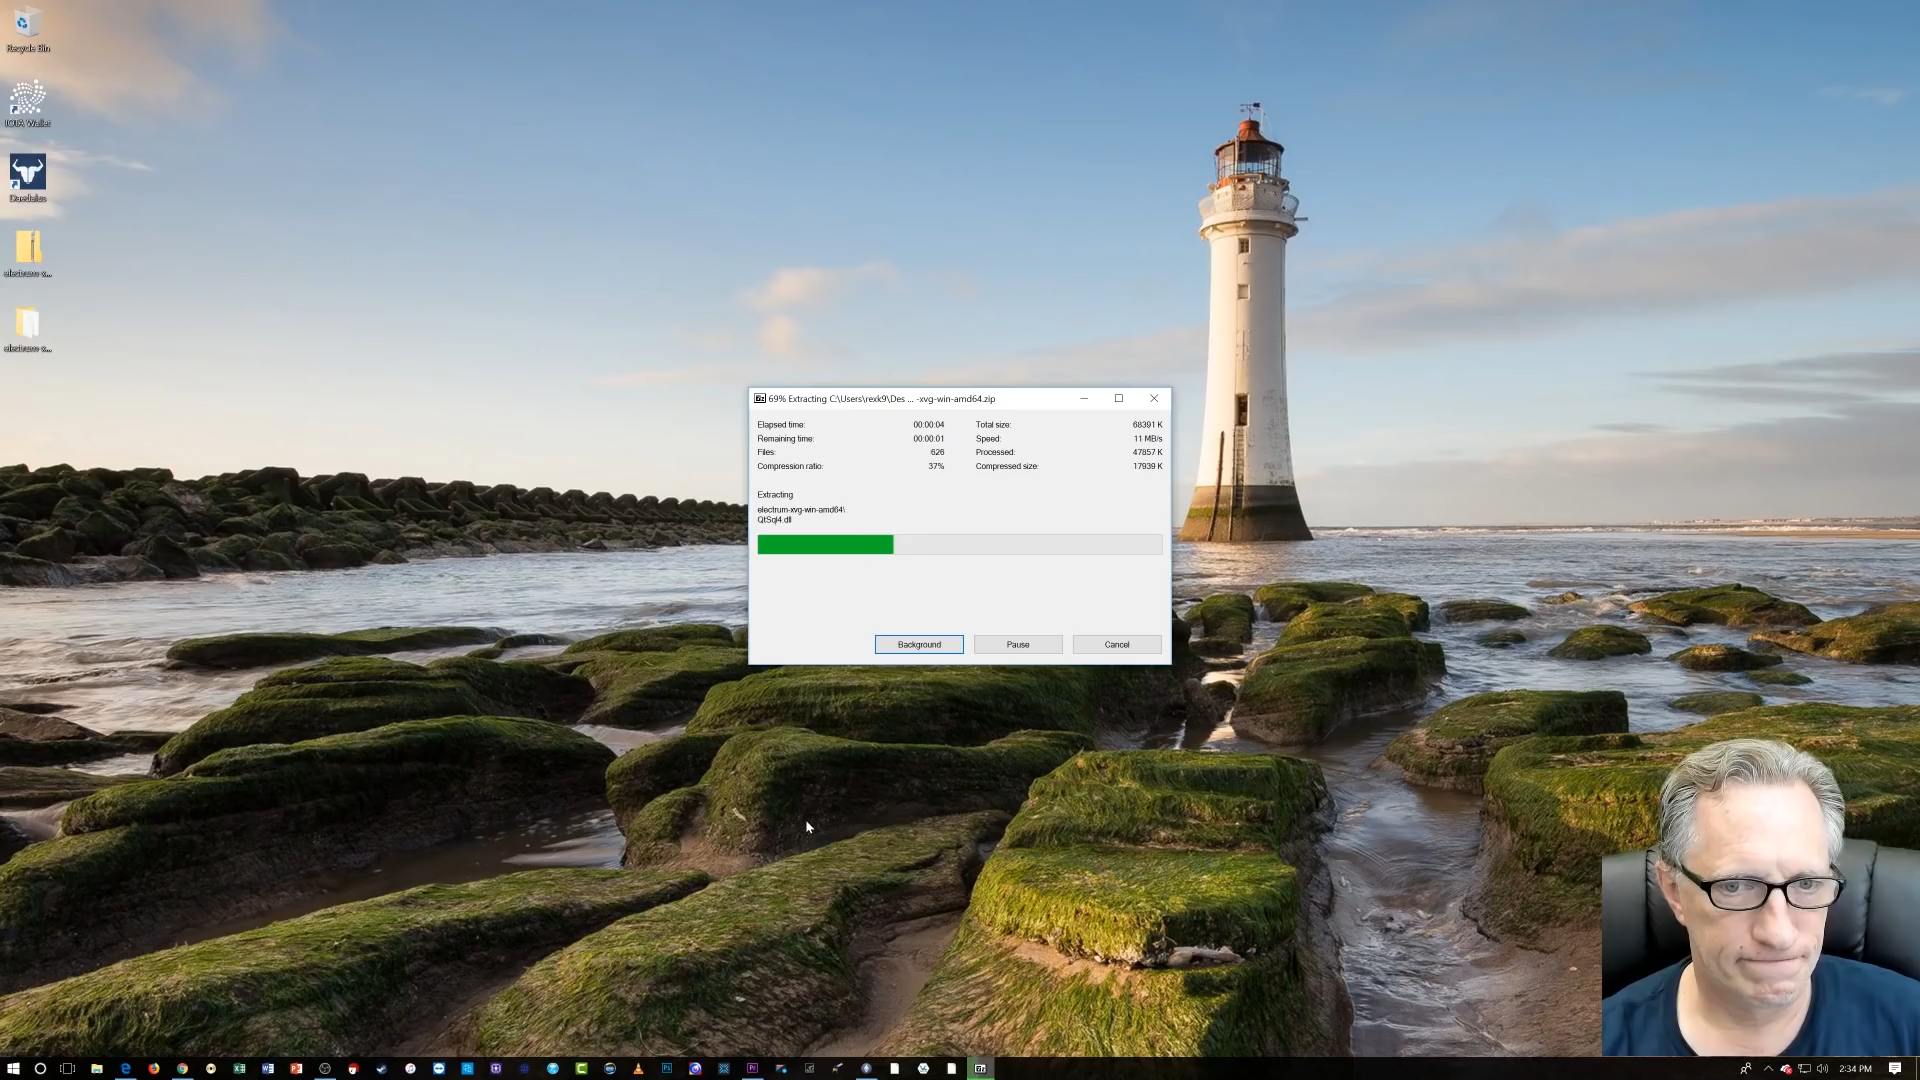 Recycle Bin
IOTA Wallet
Daedalus
electrum-x...
electrum-x...
69% Extracting C:\Users\rexk9\Des ... -xvg-win-amd64.zip
Elapsed time: 00:00:04 Total size: 68391 K
Remaining time: 00:00:01 Speed: 11 MB/s
Files: 626 Processed: 47857 K
Compression ratio: 37% Compressed size: 17939 K
Extracting
electrum-xvg-win-amd64\
QtSql4.dll
Background Pause Cancel
2:34 PM